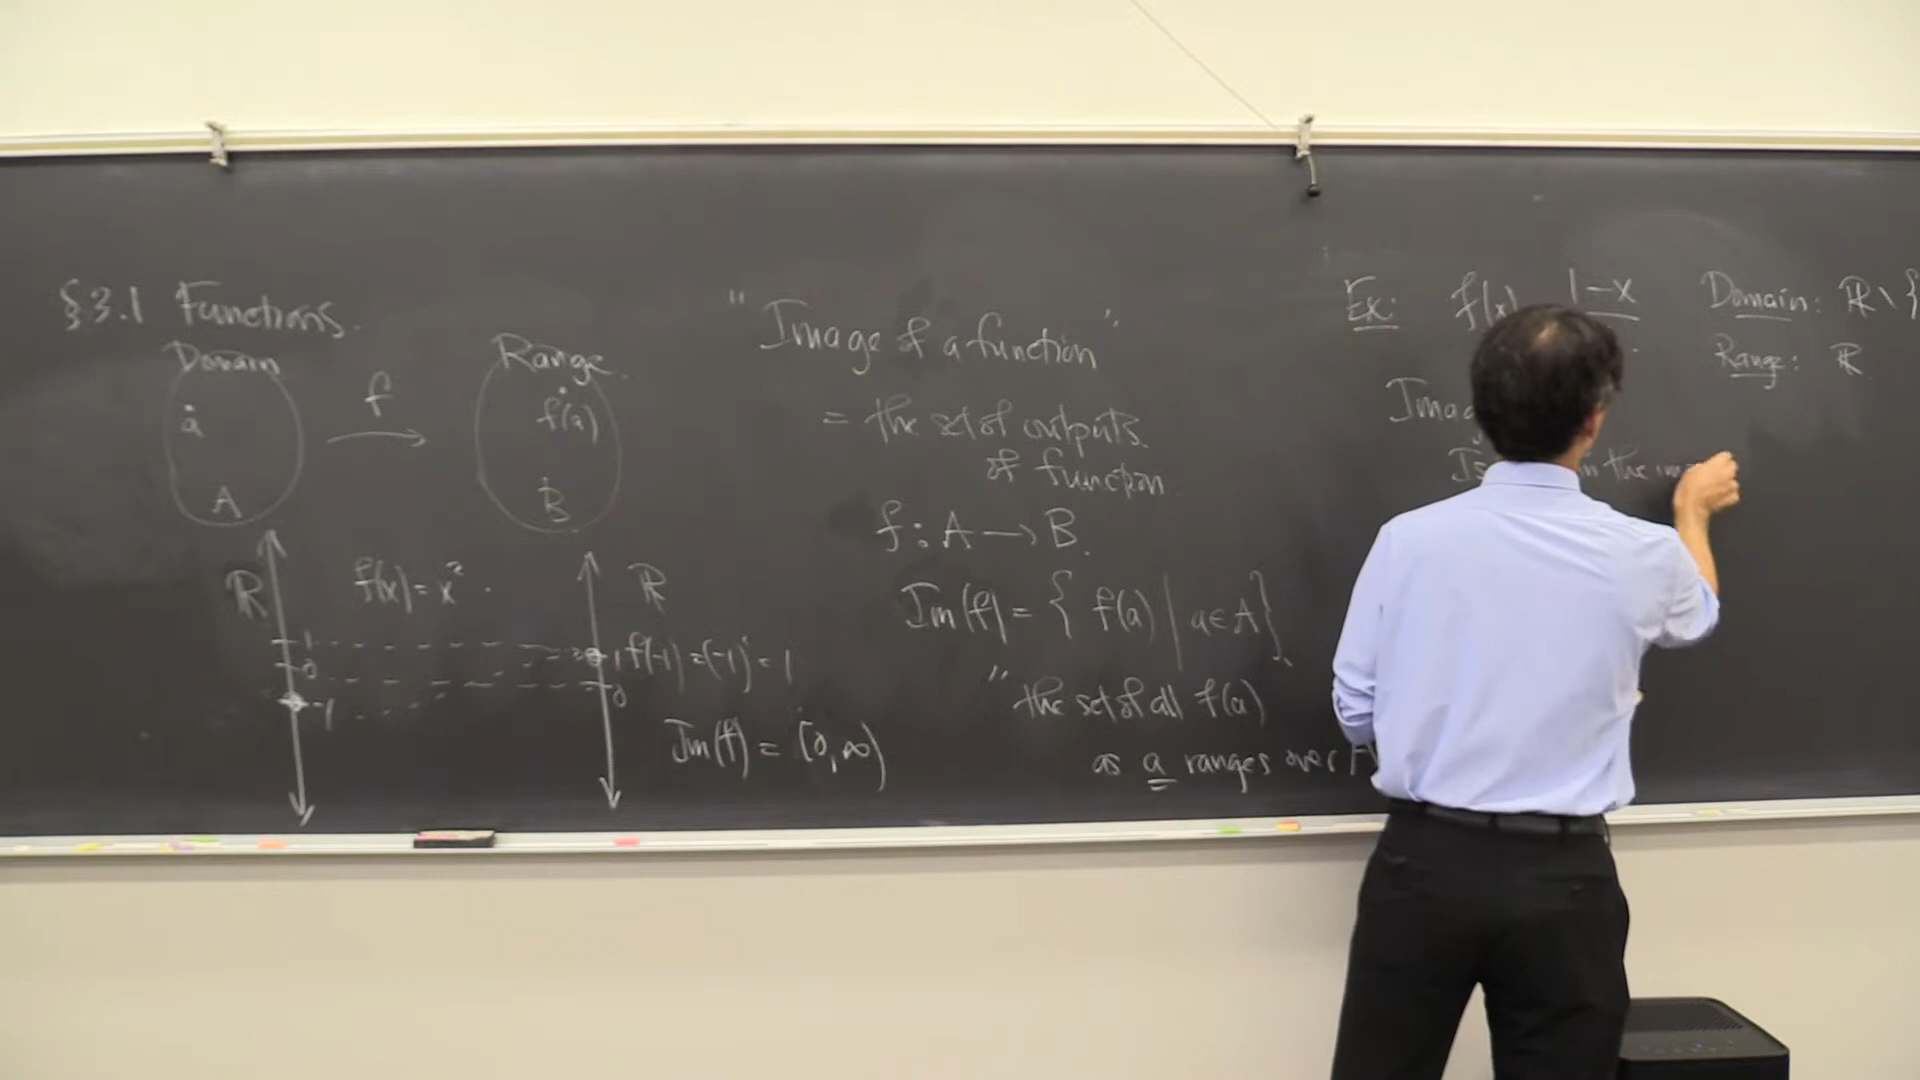 §3.1 Functions.
Domain
Range.
f
a
f(a)
A
B
ℝ
f(x) = x²
ℝ
1
0
-1
1
f(-1) = (-1)² = 1
0
Im(f) = [0, ∞)
"Image of a function"
= the set of outputs
of function
f : A → B.
Im(f) = { f(a) | a ∈ A }
"the set of all f(a)
as a ranges over A
Ex: f(x) 1-x
Domain: ℝ \ {
Range: ℝ
Is in the